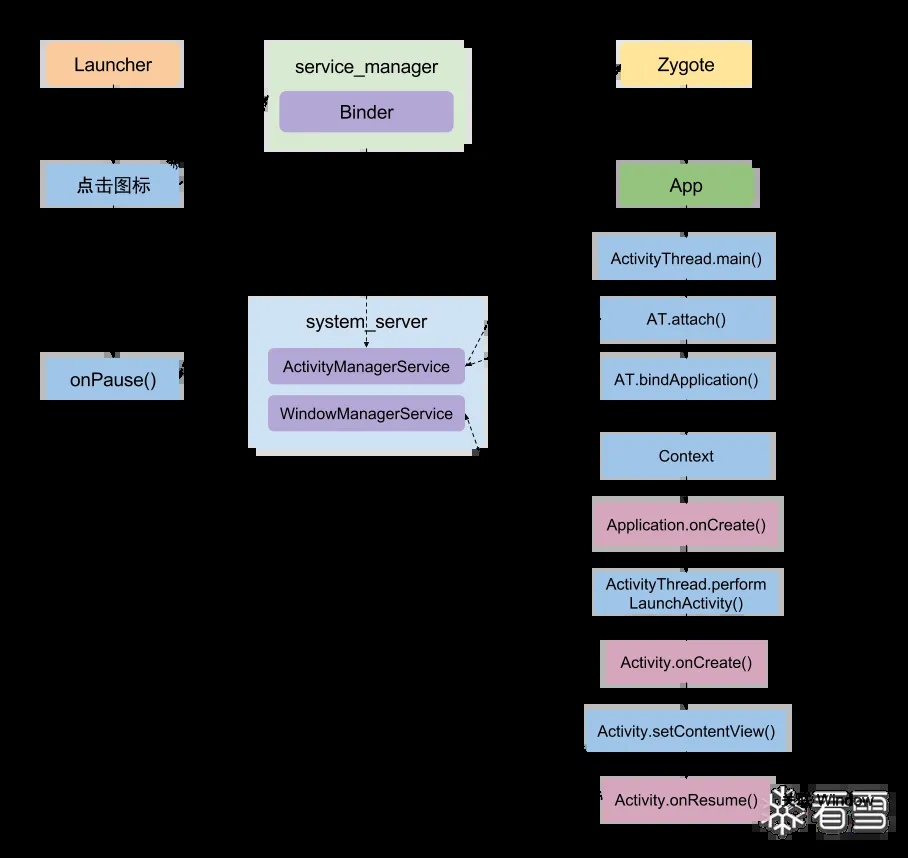 Launcher
service_manager
Binder
Zygote
点击图标
App
ActivityThread.main()
system_server
AT.attach()
ActivityManagerService
onPause()
AT.bindApplication()
WindowManagerService
Context
Application.onCreate()
ActivityThread.perform
LaunchActivity()
Activity.onCreate()
Activity.setContentView()
Activity.onResume()
Window
看雪